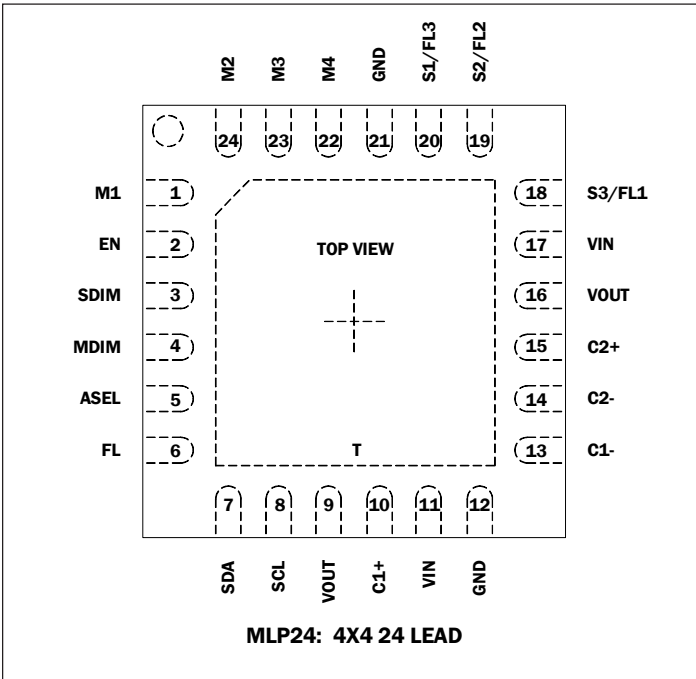 M2 M3 M4 GND S1/FL3 S2/FL2
24 23 22 21 20 19
M1 1 18 S3/FL1
EN 2 TOP VIEW 17 VIN
SDIM 3 16 VOUT
MDIM 4 15 C2+
ASEL 5 14 C2-
FL 6 T 13 C1-
7 8 9 10 11 12
SDA SCL VOUT C1+ VIN GND
MLP24: 4X4 24 LEAD